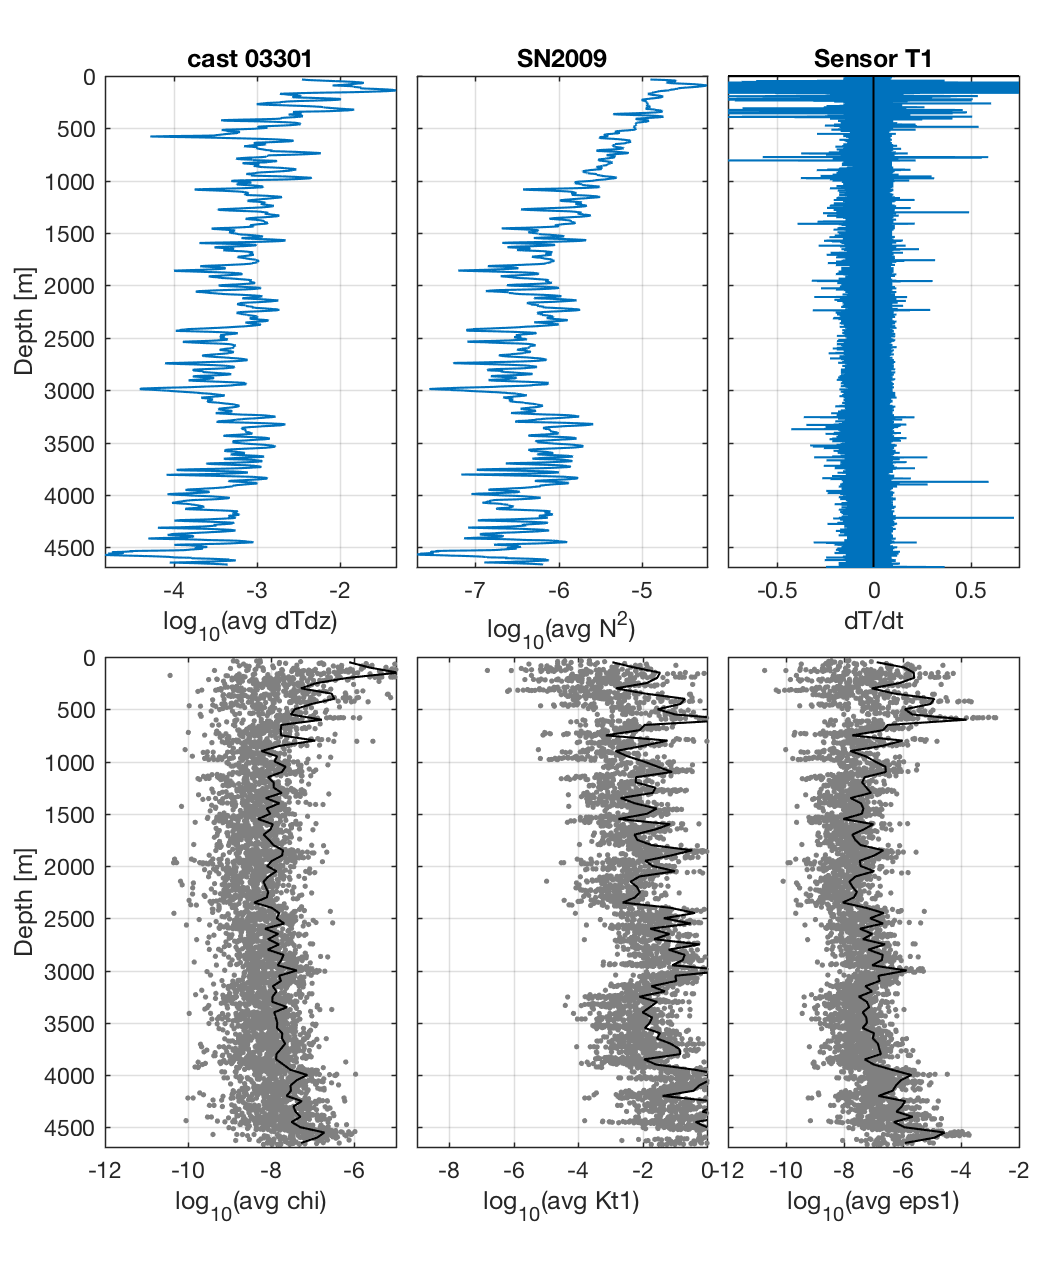 cast 03301 SN2009 Sensor T1
0
500
1000
1500
2000
2500
3000
3500
4000
4500
Depth [m]
-4 -3 -2 -7 -6 -5 -0.5 0 0.5
log10(avg dTdz) log10(avg N2) dT/dt
0
500
1000
1500
2000
2500
3000
3500
4000
4500
Depth [m]
-12 -10 -8 -6 -8 -6 -4 -2 0 -12 -10 -8 -6 -4 -2
log10(avg chi) log10(avg Kt1) log10(avg eps1)